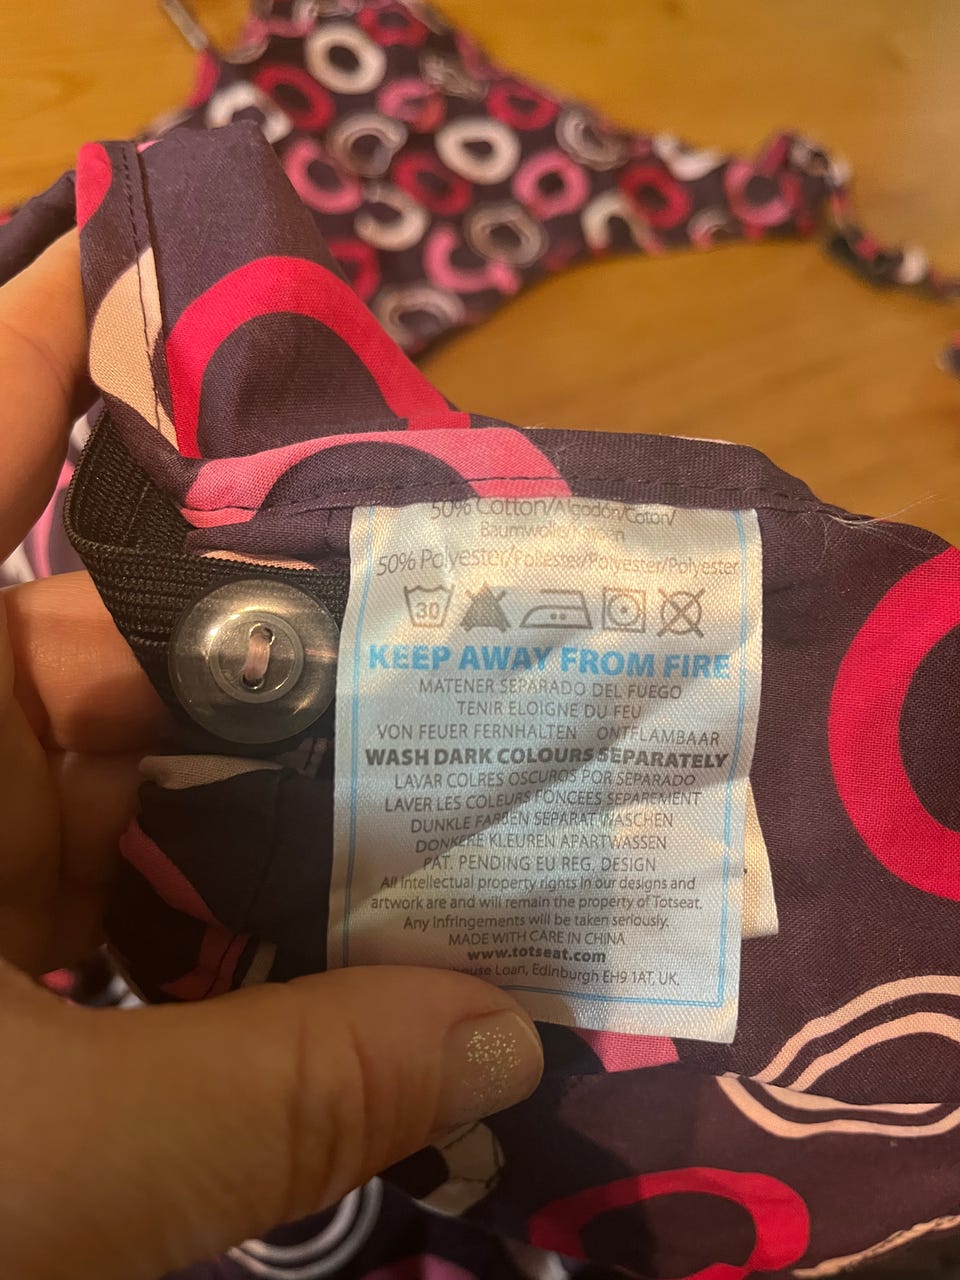 50% Cotton/Algodón/Coton/
Baumwolle/
50% Polyester/Poliester/Polyester/Polyester
30
KEEP AWAY FROM FIRE
MATENER SEPARADO DEL FUEGO
TENIR ELOIGNE DU FEU
VON FEUER FERNHALTEN ONTFLAMBAAR
WASH DARK COLOURS SEPARATELY
LAVAR COLRES OSCUROS POR SEPARADO
LAVER LES COLEURS FONCEES SEPAREMENT
DUNKLE FARBEN SEPARAT WASCHEN
DONKERE KLEUREN APARTWASSEN
PAT. PENDING EU REG. DESIGN
All intellectual property rights in our designs and
artwork are and will remain the property of Totseat.
Any infringements will be taken seriously.
MADE WITH CARE IN CHINA
www.totseat.com
Loan, Edinburgh EH9 1AT, UK.